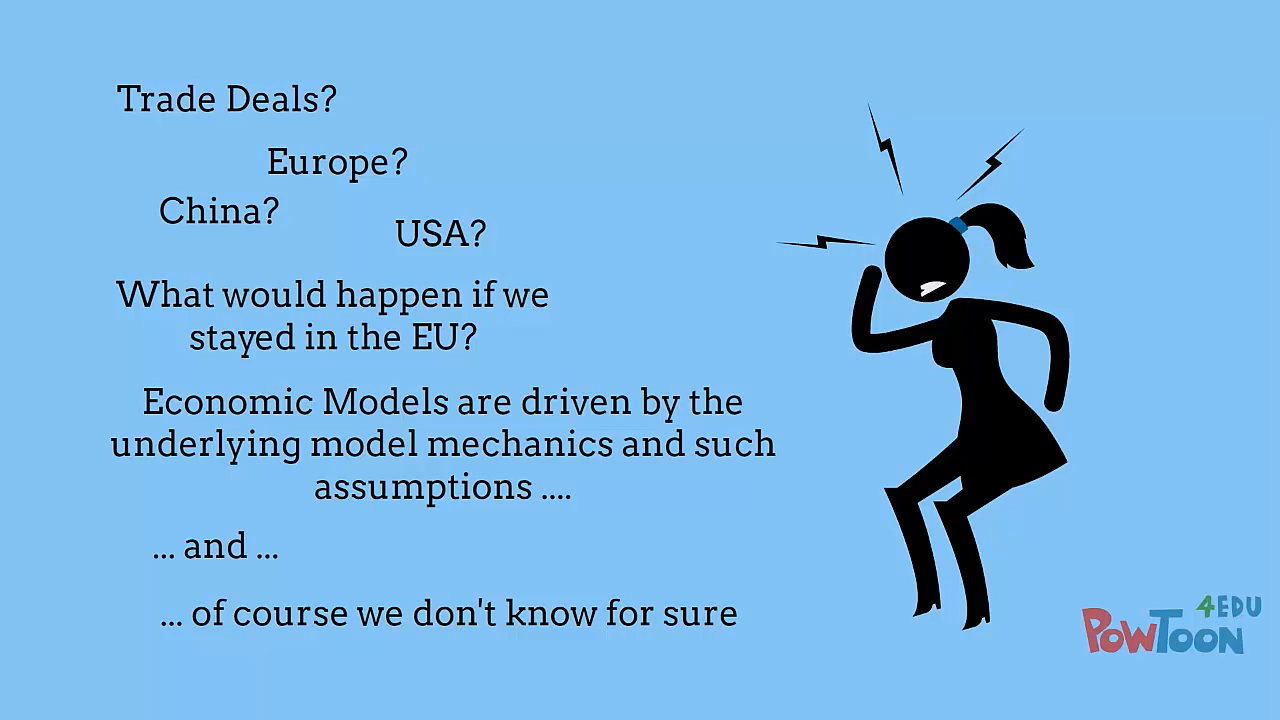 Trade Deals?
Europe?
China?
USA?
What would happen if we
stayed in the EU?
Economic Models are driven by the
underlying model mechanics and such
assumptions ....
... and ...
... of course we don't know for sure
4EDU
PowToon